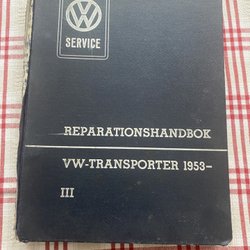 VW
SERVICE
REPARATIONSHANDBOK
VW-TRANSPORTER 1953–
III